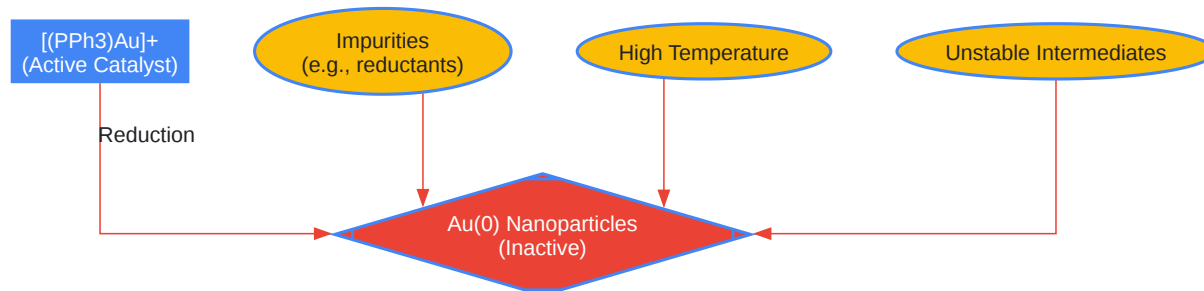 [(PPh3)Au]+
(Active Catalyst)
Impurities
(e.g., reductants)
High Temperature
Unstable Intermediates
Reduction
Au(0) Nanoparticles
(Inactive)